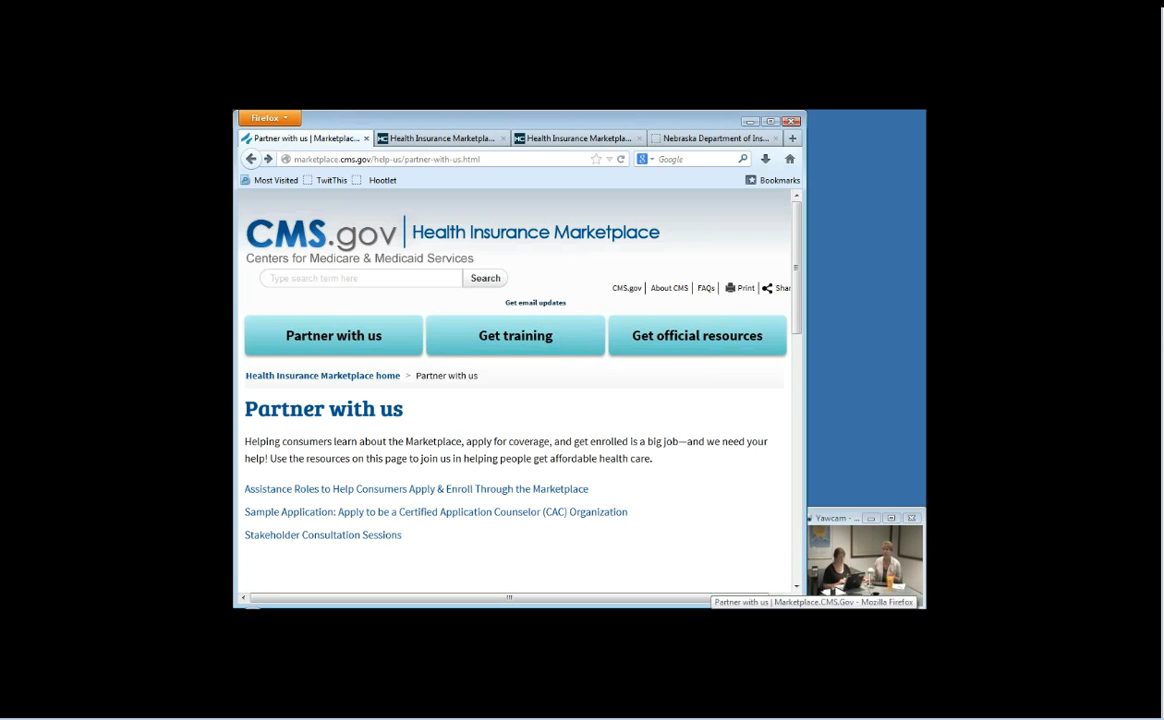 Firefox
Partner with us | Marketplac...
Health Insurance Marketpla...
Health Insurance Marketpla...
Nebraska Department of Ins...
marketplace.cms.gov/help-us/partner-with-us.html
Google
Most Visited
TwitThis
Hootlet
Bookmarks
CMS.gov | Health Insurance Marketplace
Centers for Medicare & Medicaid Services
Type search term here
Search
CMS.gov | About CMS | FAQs | Print | Shar
Get email updates
Partner with us
Get training
Get official resources
Health Insurance Marketplace home > Partner with us
Partner with us
Helping consumers learn about the Marketplace, apply for coverage, and get enrolled is a big job—and we need your
help! Use the resources on this page to join us in helping people get affordable health care.
Assistance Roles to Help Consumers Apply & Enroll Through the Marketplace
Sample Application: Apply to be a Certified Application Counselor (CAC) Organization
Stakeholder Consultation Sessions
Yawcam - ...
Partner with us | Marketplace.CMS.Gov - Mozilla Firefox